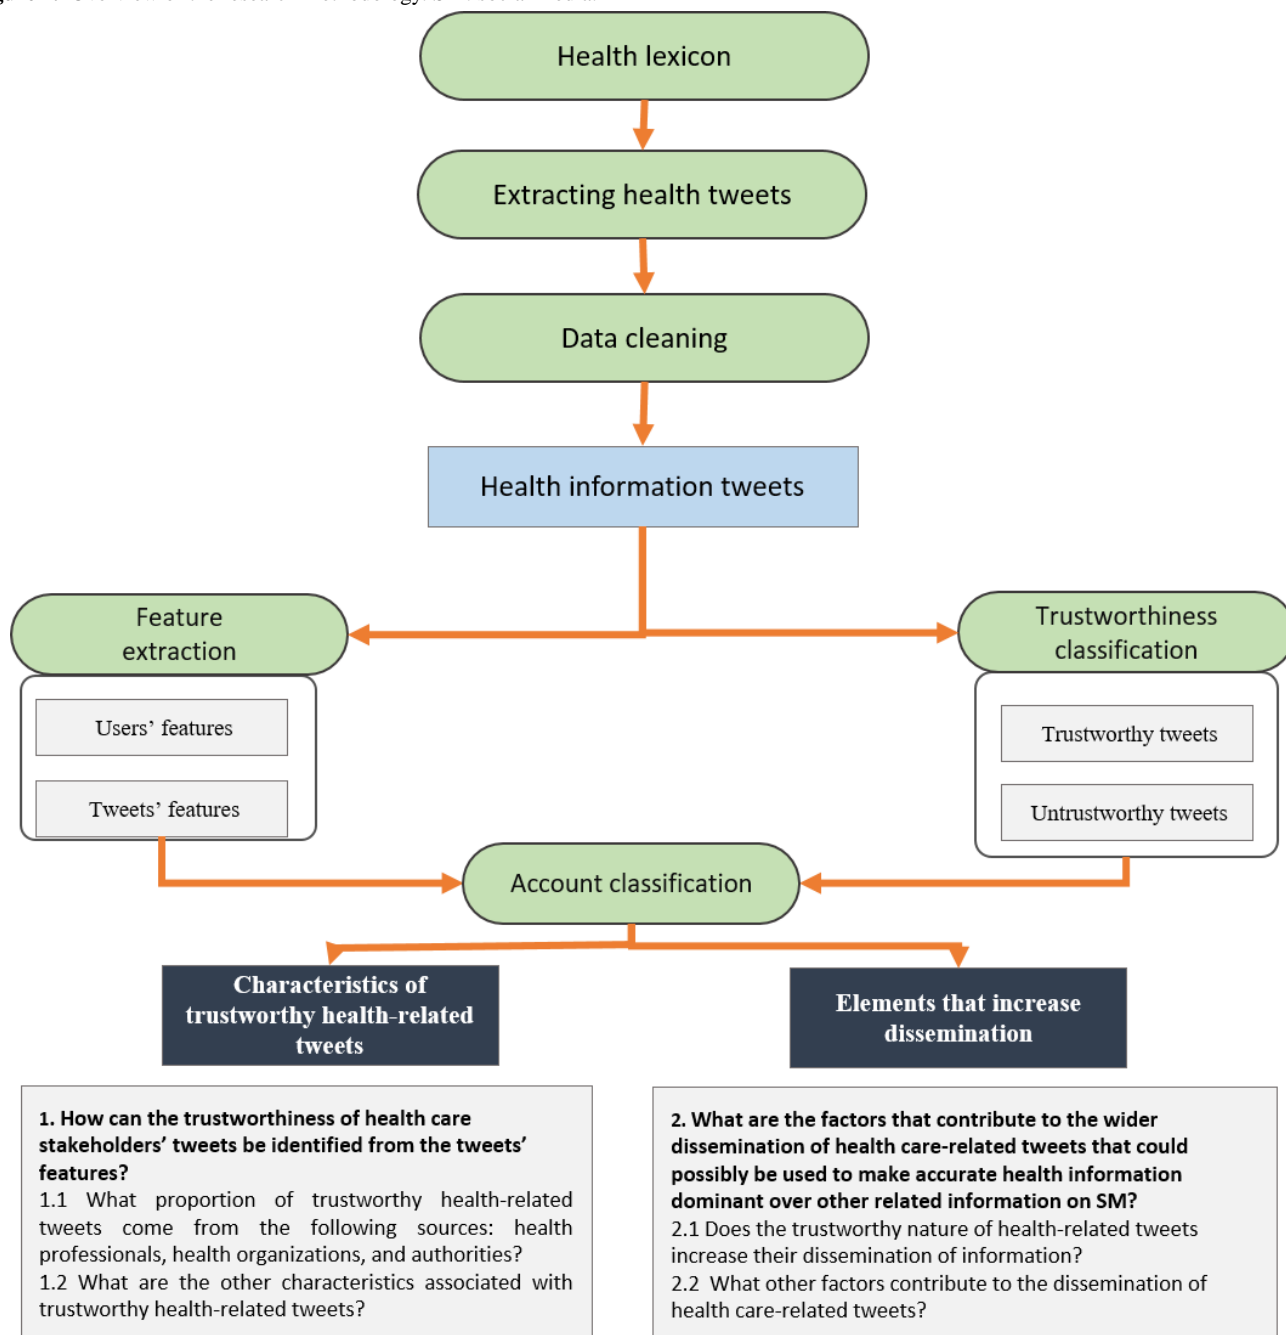 Health lexicon
Extracting health tweets
Data cleaning
Health information tweets
Feature
extraction
Users’ features
Tweets’ features
Trustworthiness
classification
Trustworthy tweets
Untrustworthy tweets
Account classification
Characteristics of
trustworthy health-related
tweets
Elements that increase
dissemination
1. How can the trustworthiness of health care
stakeholders’ tweets be identified from the tweets’
features?
1.1 What proportion of trustworthy health-related
tweets come from the following sources: health
professionals, health organizations, and authorities?
1.2 What are the other characteristics associated with
trustworthy health-related tweets?
2. What are the factors that contribute to the wider
dissemination of health care-related tweets that could
possibly be used to make accurate health information
dominant over other related information on SM?
2.1 Does the trustworthy nature of health-related tweets
increase their dissemination of information?
2.2 What other factors contribute to the dissemination of
health care-related tweets?